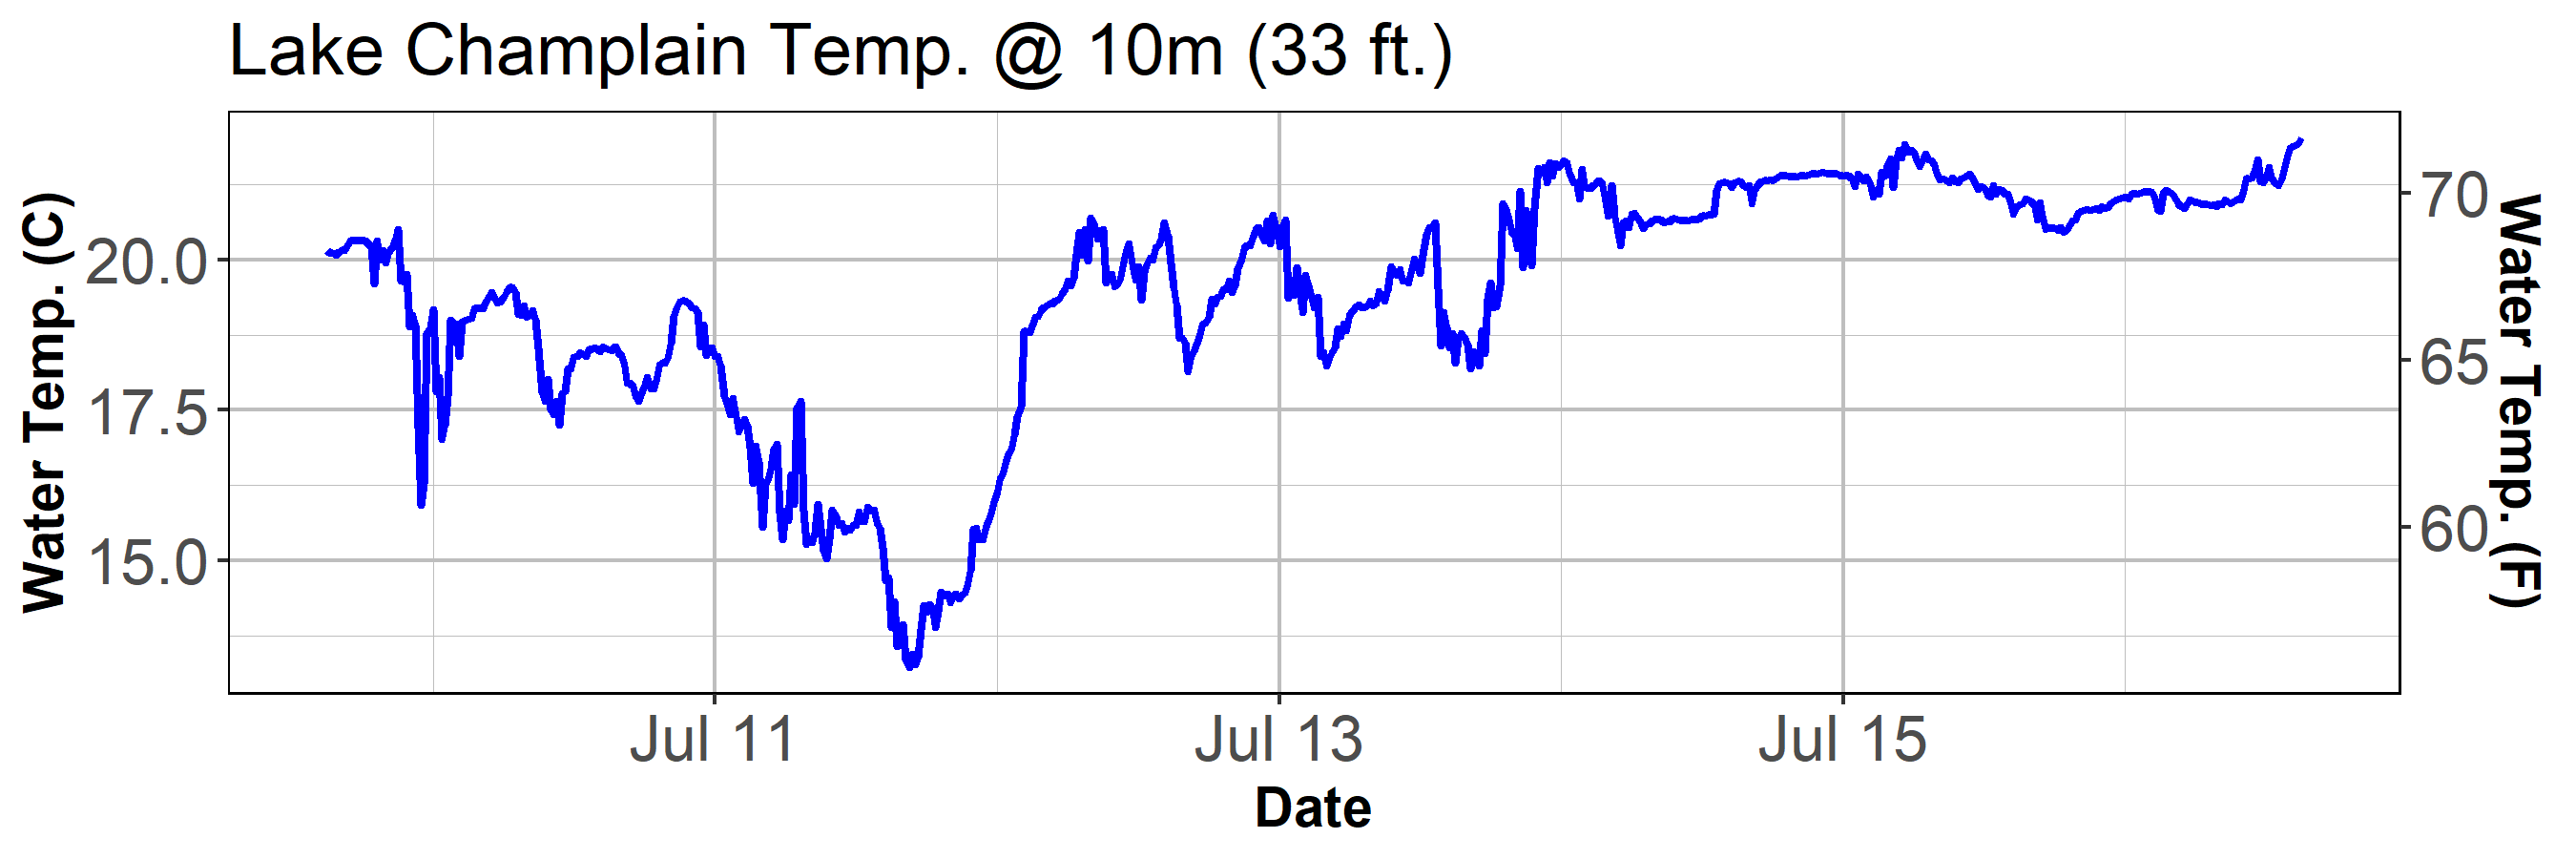 Lake Champlain Temp. @ 10m (33 ft.)
Water Temp. (C)
20.0
17.5
15.0
70
65
60
Water Temp. (F)
Jul 11 Jul 13 Jul 15
Date